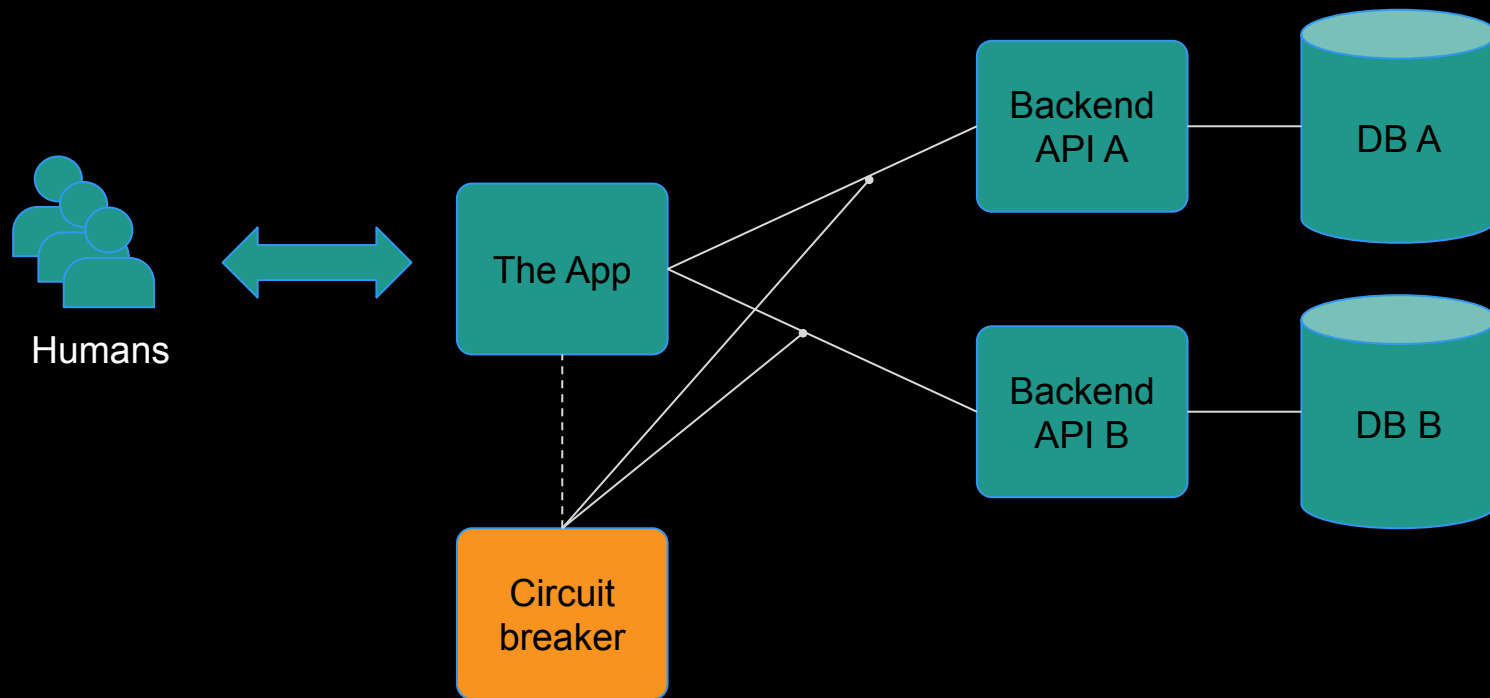 Humans
The App
Circuit
breaker
Backend
API A
DB A
Backend
API B
DB B